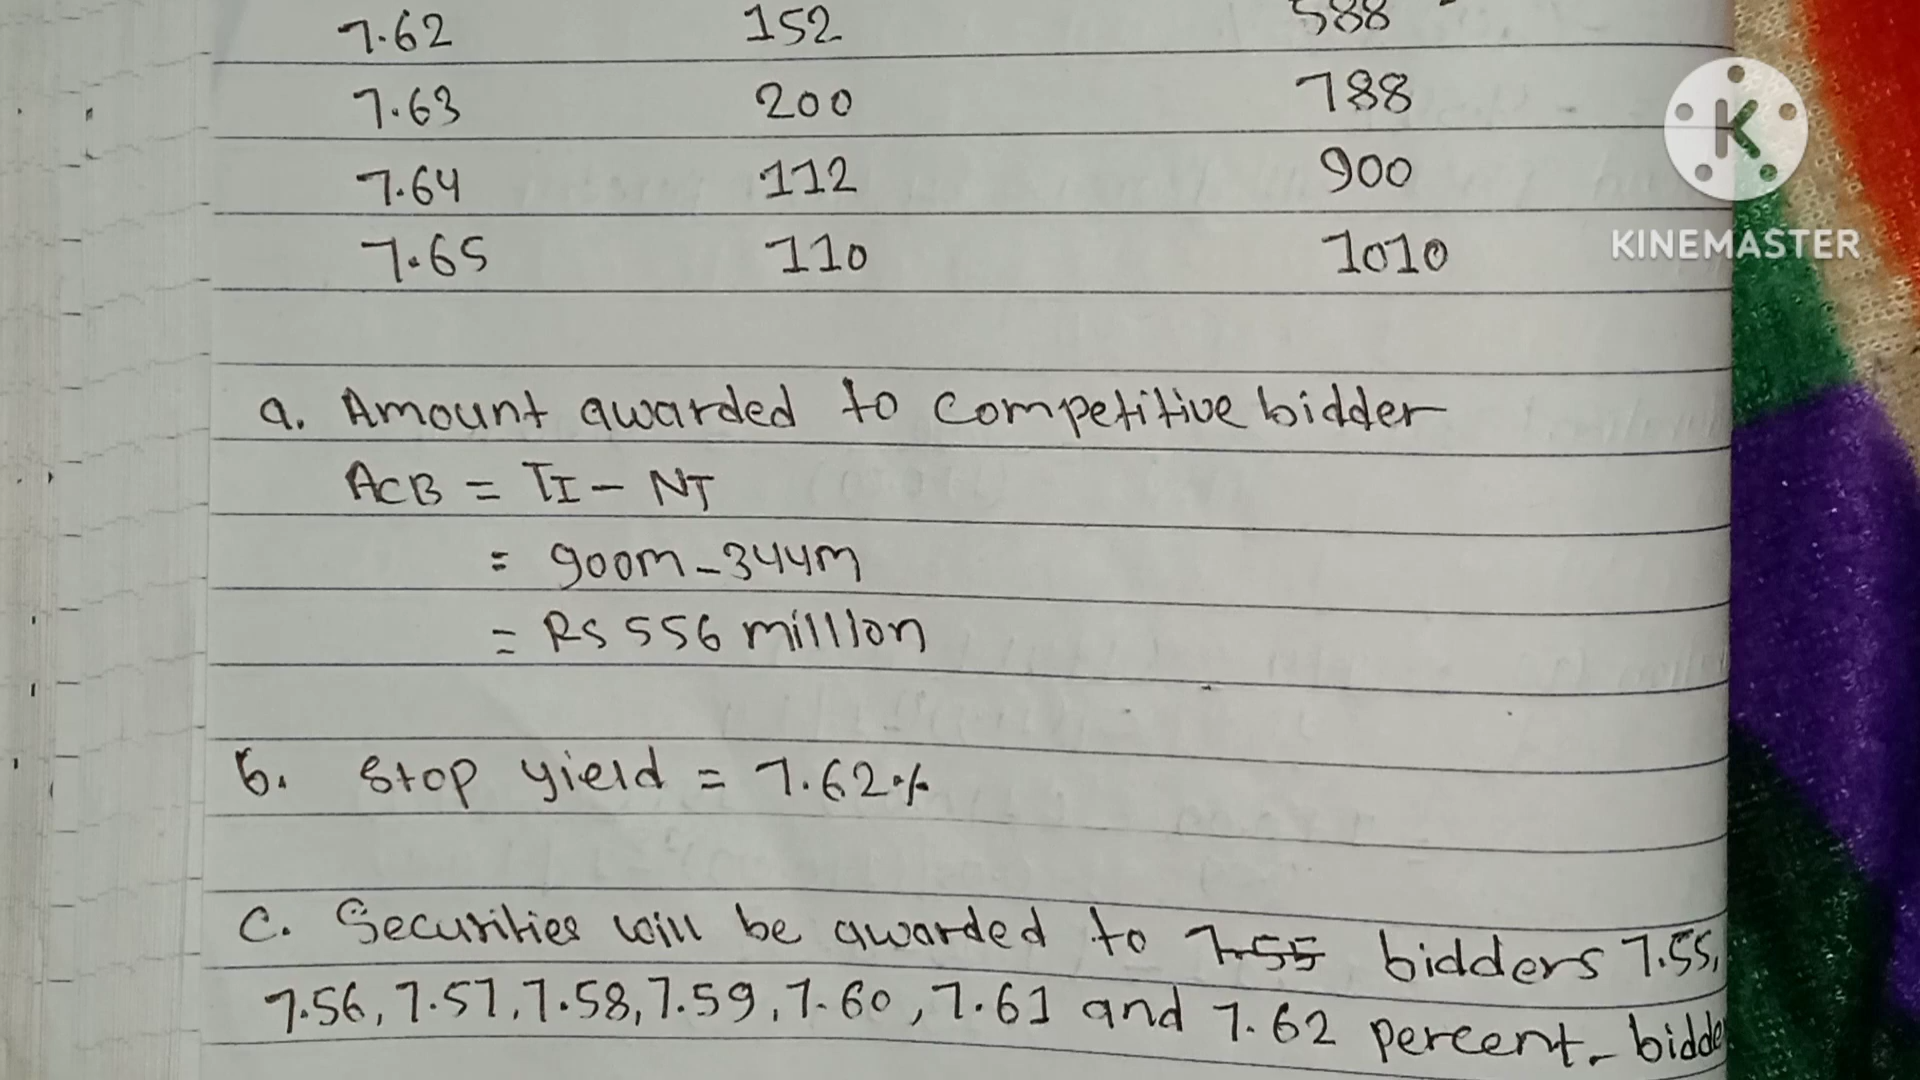 7.62 152 588
7.63 200 788
7.64 112 900
7.65 110 1010
K
KINEMASTER
a. Amount awarded to competitive bidder
ACB = TI - NT
= 900m - 344m
= Rs 556 million
b. Stop yield = 7.62%
C. Securities will be awarded to 7.55 bidders 7.55,
7.56, 7.57, 7.58, 7.59, 7.60, 7.61 and 7.62 percent - bidde